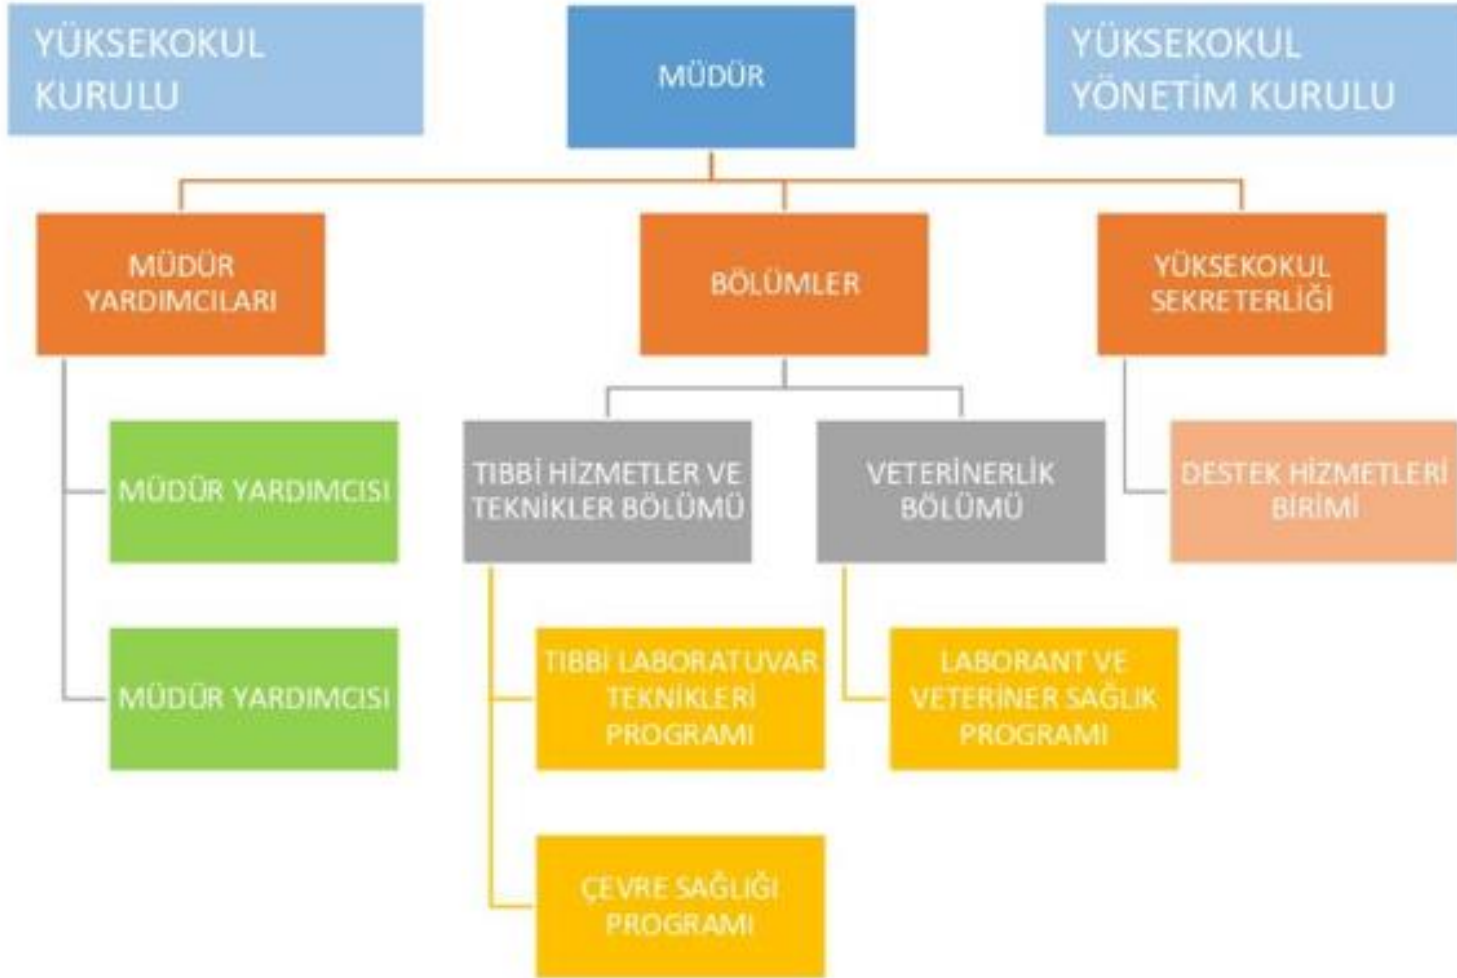 YÜKSEKOKUL
KURULU
MÜDÜR
YÜKSEKOKUL
YÖNETİM KURULU
MÜDÜR
YARDIMCILARI
BÖLÜMLER
YÜKSEKOKUL
SEKRETERLİĞİ
MÜDÜR YARDIMCISI
TIBBİ HİZMETLER VE
TEKNİKLER BÖLÜMÜ
VETERİNERLİK
BÖLÜMÜ
DESTEK HİZMETLERİ
BİRİMİ
MÜDÜR YARDIMCISI
TIBBİ LABORATUVAR
TEKNİKLERİ
PROGRAMI
LABORANT VE
VETERİNER SAĞLIK
PROGRAMI
ÇEVRE SAĞLIĞI
PROGRAMI